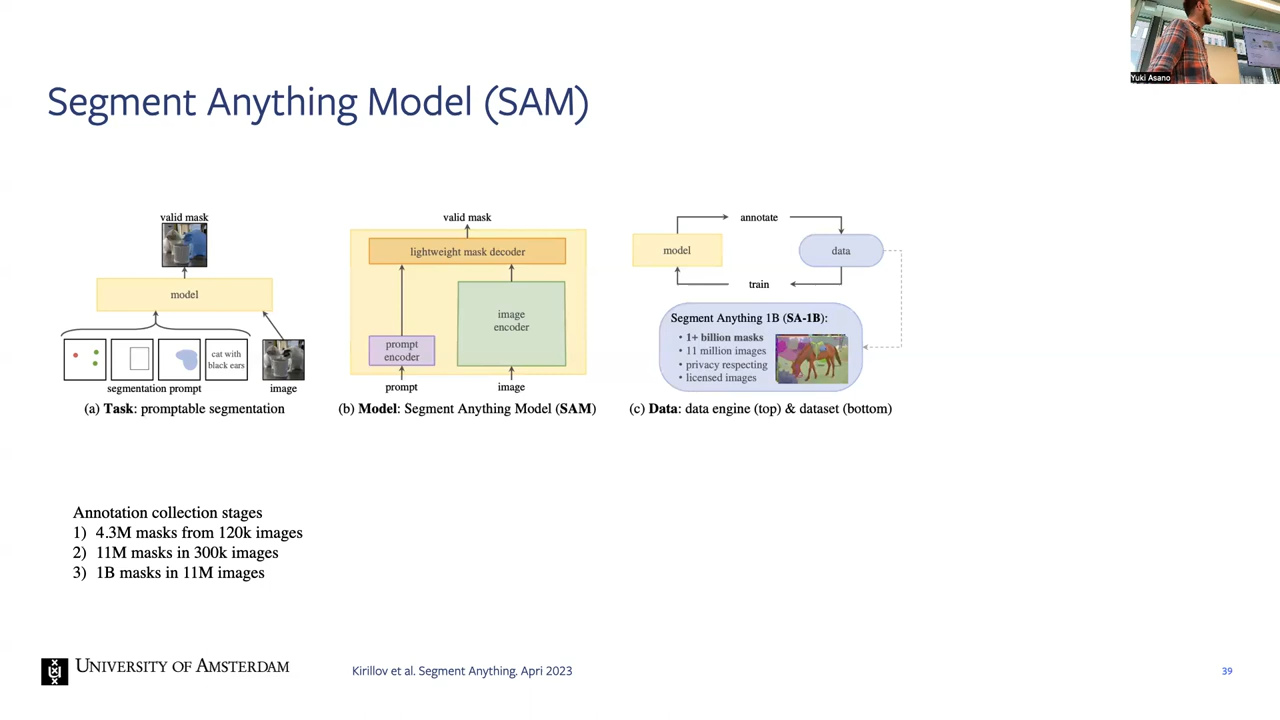 Yuki Asano
Segment Anything Model (SAM)
valid mask
model
cat with
black ears
segmentation prompt
image
(a) Task: promptable segmentation
valid mask
lightweight mask decoder
image
encoder
prompt
encoder
prompt
image
(b) Model: Segment Anything Model (SAM)
annotate
model
data
train
Segment Anything 1B (SA-1B):
• 1+ billion masks
• 11 million images
• privacy respecting
• licensed images
(c) Data: data engine (top) & dataset (bottom)
Annotation collection stages
1) 4.3M masks from 120k images
2) 11M masks in 300k images
3) 1B masks in 11M images
UNIVERSITY OF AMSTERDAM
Kirillov et al. Segment Anything. Apri 2023
39